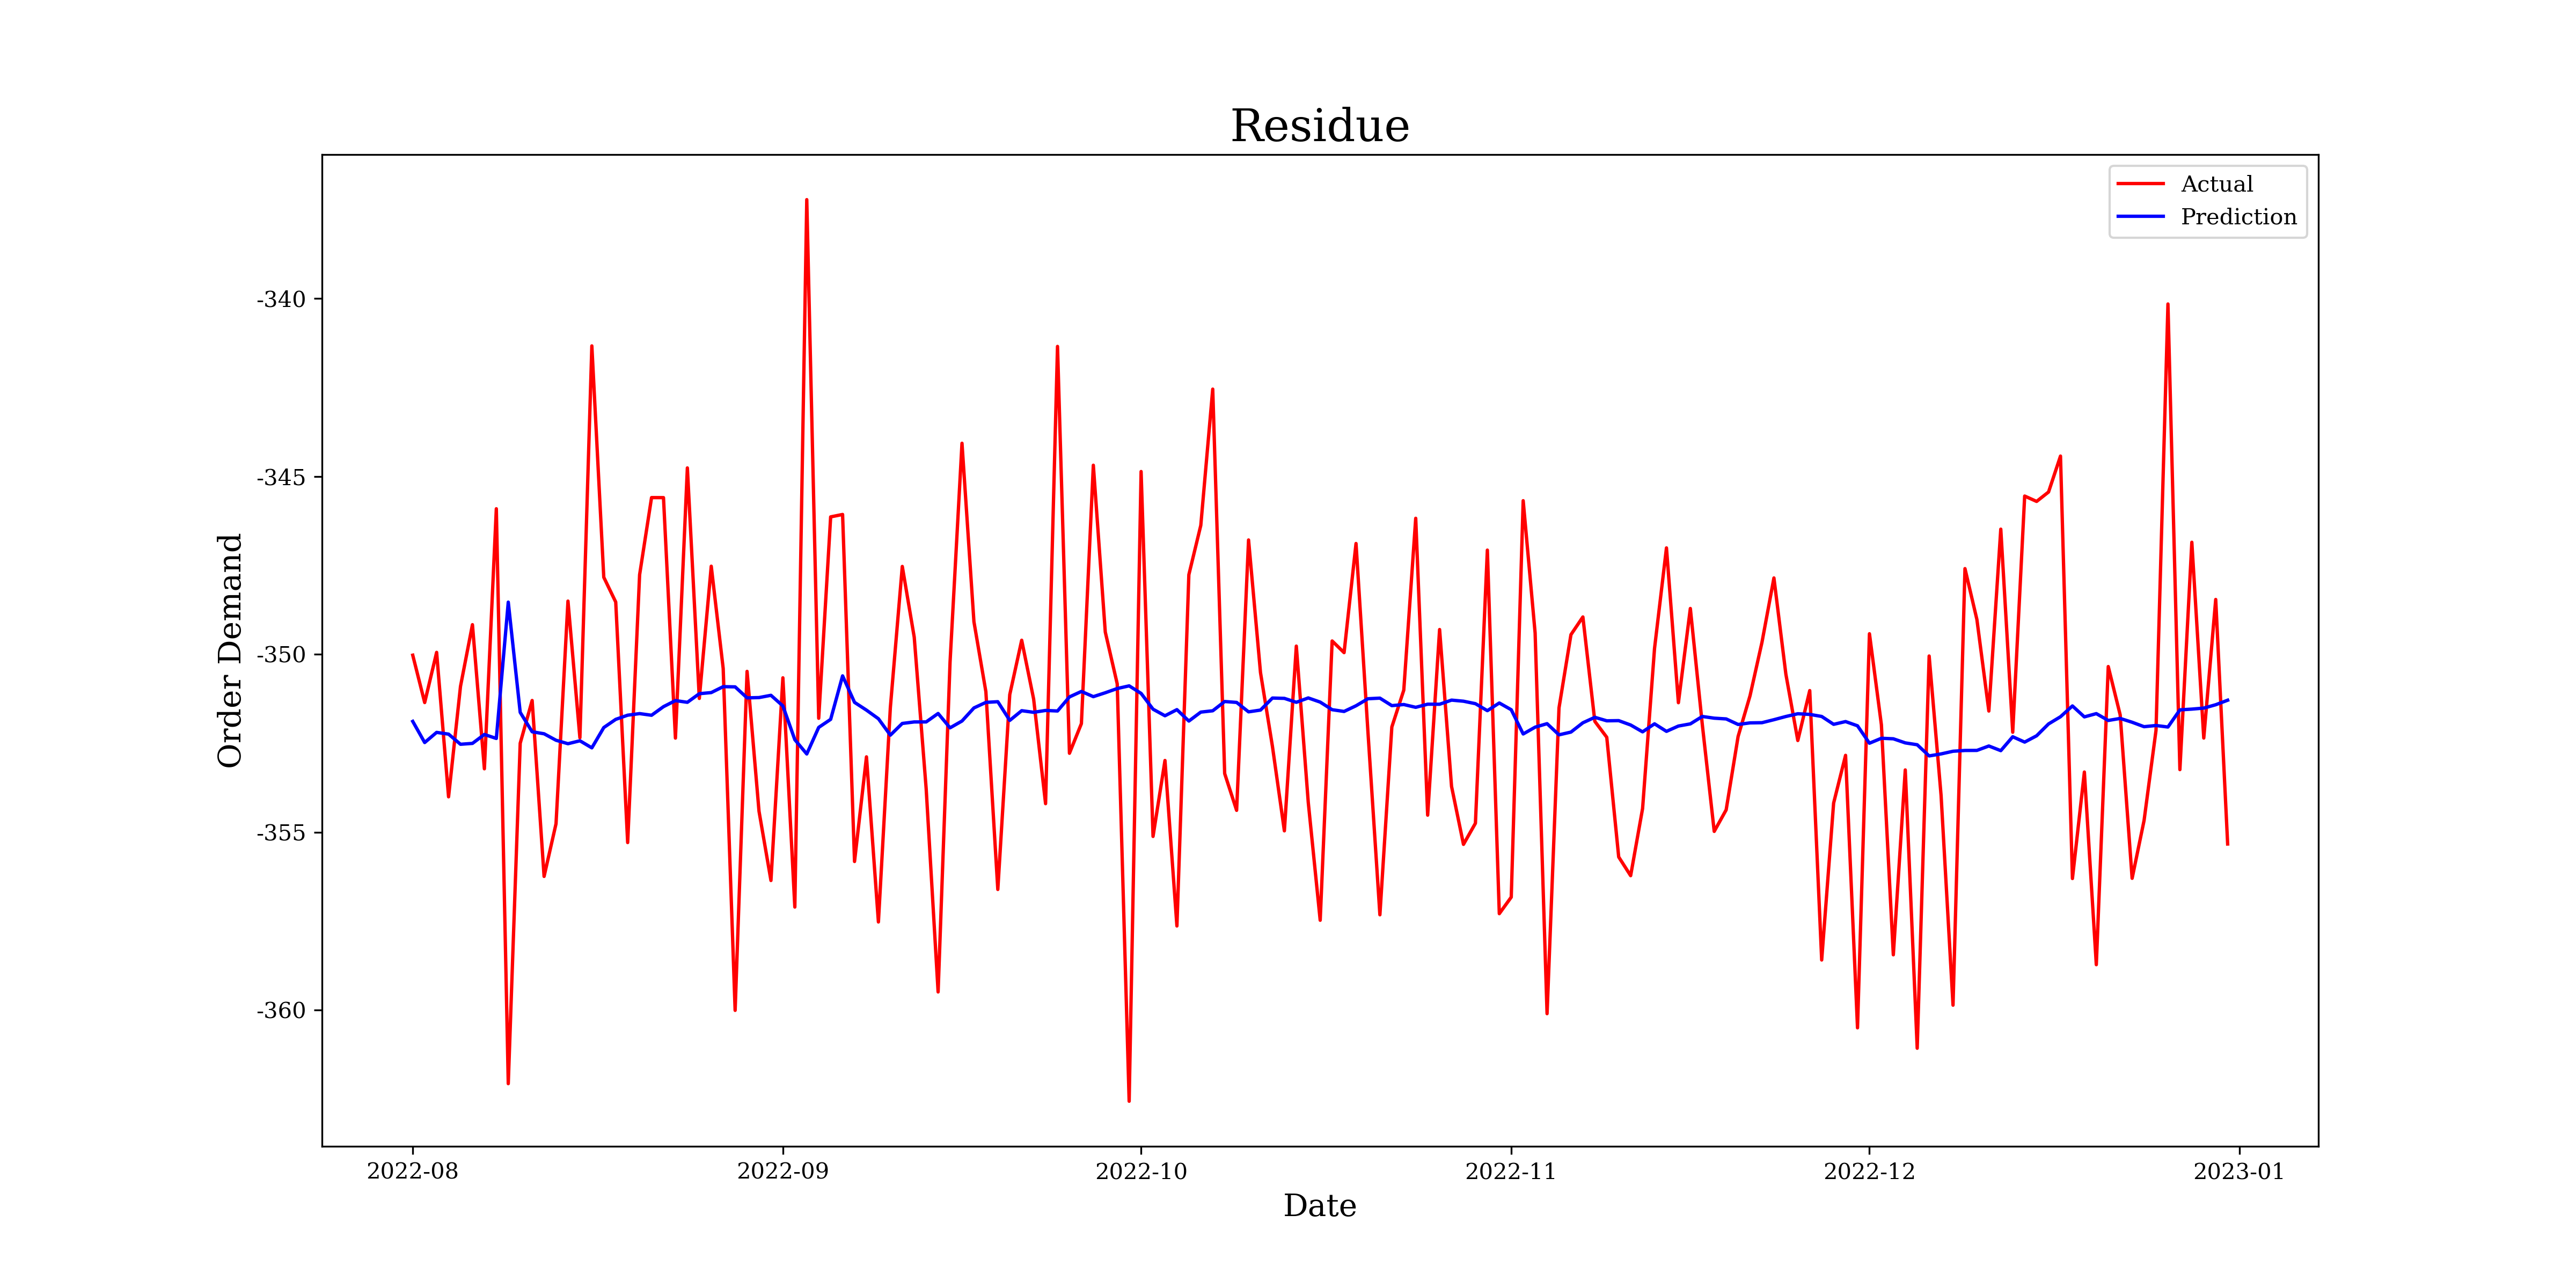 Residue
Actual
Prediction
Order Demand
-340
-345
-350
-355
-360
2022-08
2022-09
2022-10
2022-11
2022-12
2023-01
Date